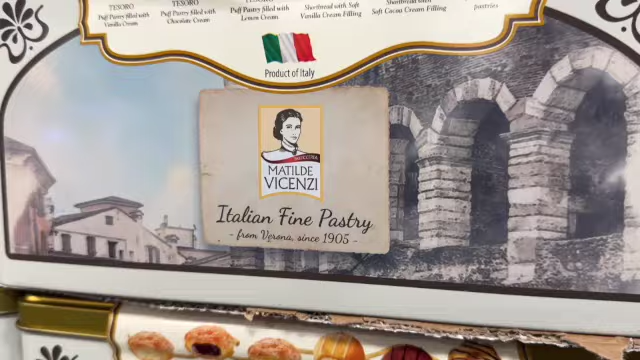 TESORO
Puff Pastry filled with
Vanilla Cream
TESORO
Puff Pastry filled with
Chocolate Cream
Puff Pastry filled with
Lemon Cream
Shortbread with Soft
Vanilla Cream Filling
Shortbread with
Soft Cocoa Cream Filling
pastries
Product of Italy
MATILDE
VICENZI
Italian Fine Pastry
- from Verona, since 1905 -